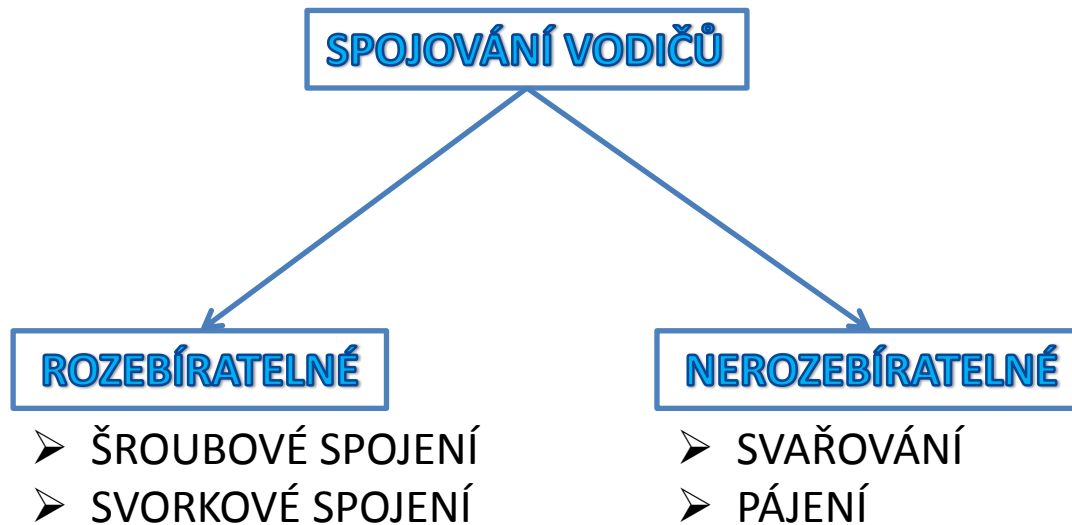 SPOJOVÁNÍ VODIČŮ
ROZEBÍRATELNÉ
➢ ŠROUBOVÉ SPOJENÍ
➢ SVORKOVÉ SPOJENÍ
NEROZEBÍRATELNÉ
➢ SVAŘOVÁNÍ
➢ PÁJENÍ